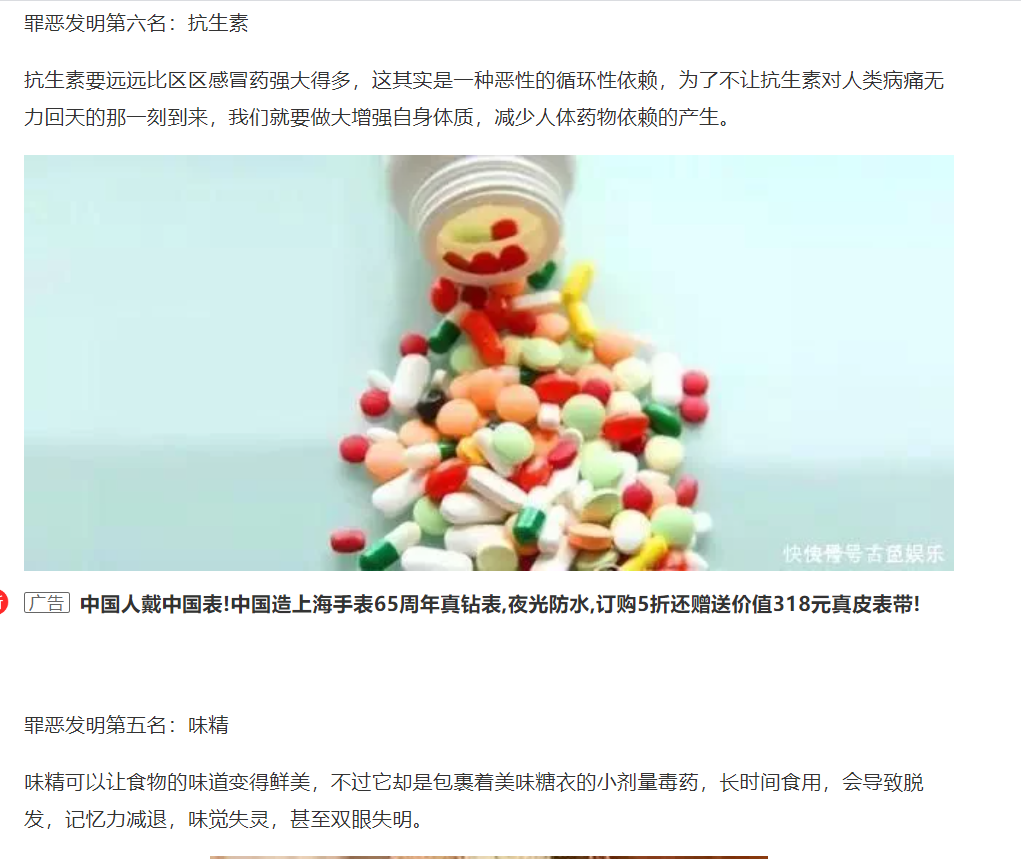 罪恶发明第六名：抗生素
抗生素要远远比区区感冒药强大得多，这其实是一种恶性的循环性依赖，为了不让抗生素对人类病痛无
力回天的那一刻到来，我们就要做大增强自身体质，减少人体药物依赖的产生。
广告 中国人戴中国表!中国造上海手表65周年真钻表,夜光防水,订购5折还赠送价值318元真皮表带!
罪恶发明第五名：味精
味精可以让食物的味道变得鲜美，不过它却是包裹着美味糖衣的小剂量毒药，长时间食用，会导致脱
发，记忆力减退，味觉失灵，甚至双眼失明。